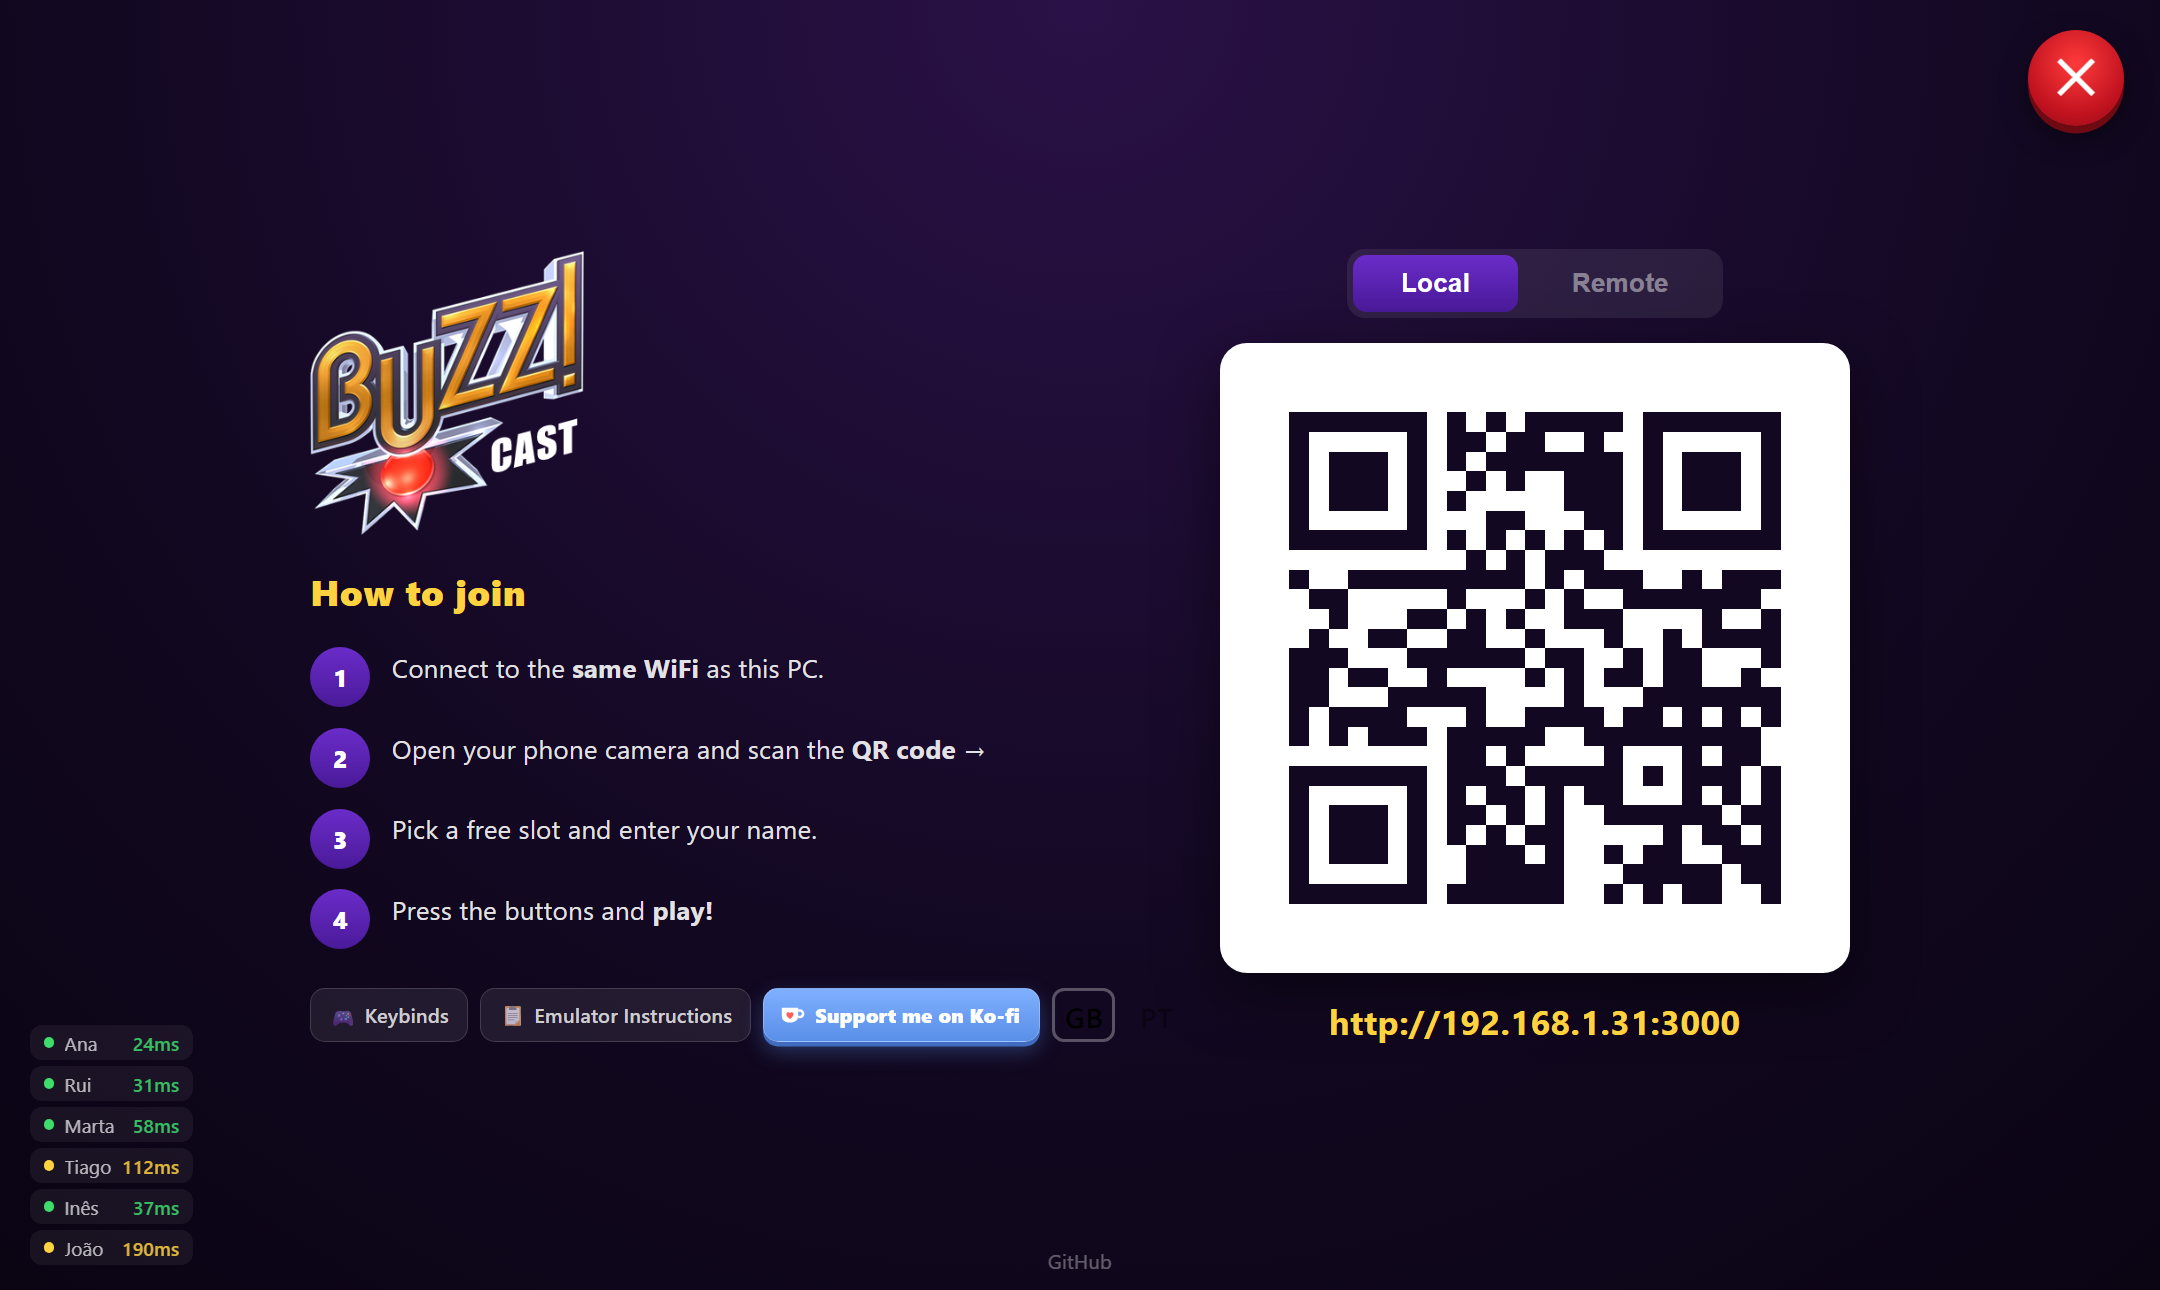 BUZZ!
CAST
How to join
1 Connect to the same WiFi as this PC.
2 Open your phone camera and scan the QR code →
3 Pick a free slot and enter your name.
4 Press the buttons and play!
Keybinds
Emulator Instructions
Support me on Ko-fi
GB
PT
Local
Remote
http://192.168.1.31:3000
Ana 24ms
Rui 31ms
Marta 58ms
Tiago 112ms
Inês 37ms
João 190ms
GitHub